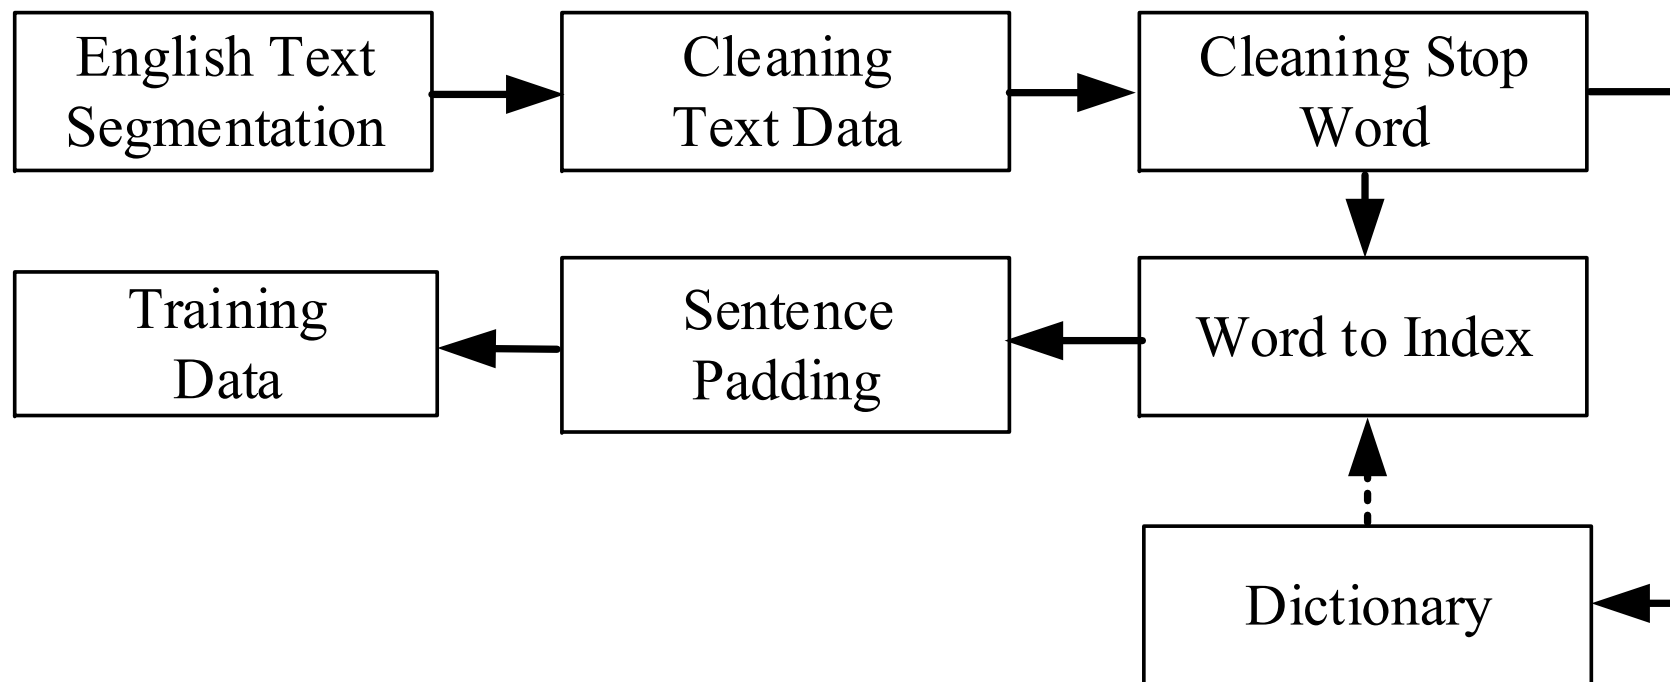 English Text
Segmentation
Cleaning
Text Data
Cleaning Stop
Word
Training
Data
Sentence
Padding
Word to Index
Dictionary